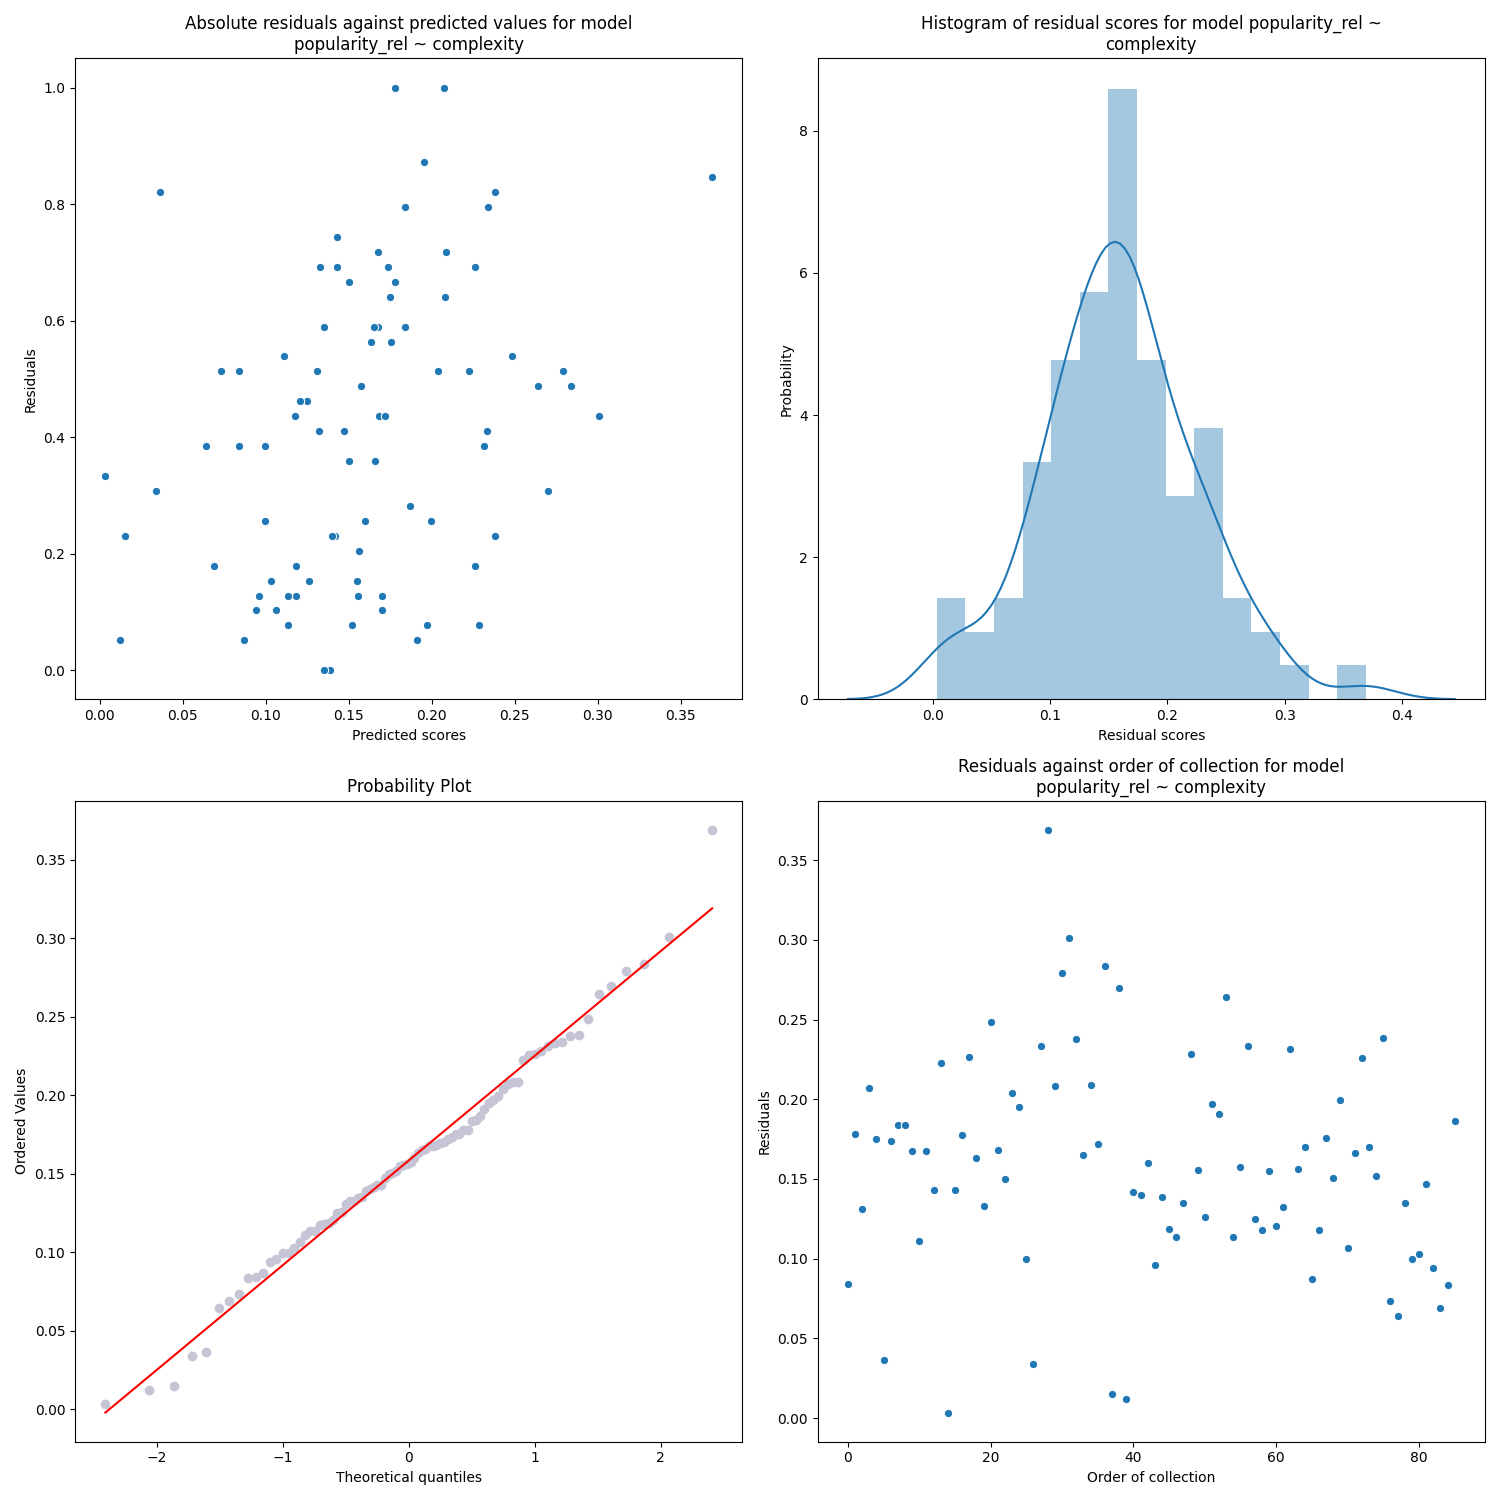 Absolute residuals against predicted values for model
popularity_rel ~ complexity
1.0
0.8
0.6
0.4
0.2
0.0
Residuals
0.00 0.05 0.10 0.15 0.20 0.25 0.30 0.35
Predicted scores
Histogram of residual scores for model popularity_rel ~
complexity
8
6
4
2
0
Probability
0.0 0.1 0.2 0.3 0.4
Residual scores
Probability Plot
0.35
0.30
0.25
0.20
0.15
0.10
0.05
0.00
Ordered Values
−2 −1 0 1 2
Theoretical quantiles
Residuals against order of collection for model
popularity_rel ~ complexity
0.35
0.30
0.25
0.20
0.15
0.10
0.05
0.00
Residuals
0 20 40 60 80
Order of collection